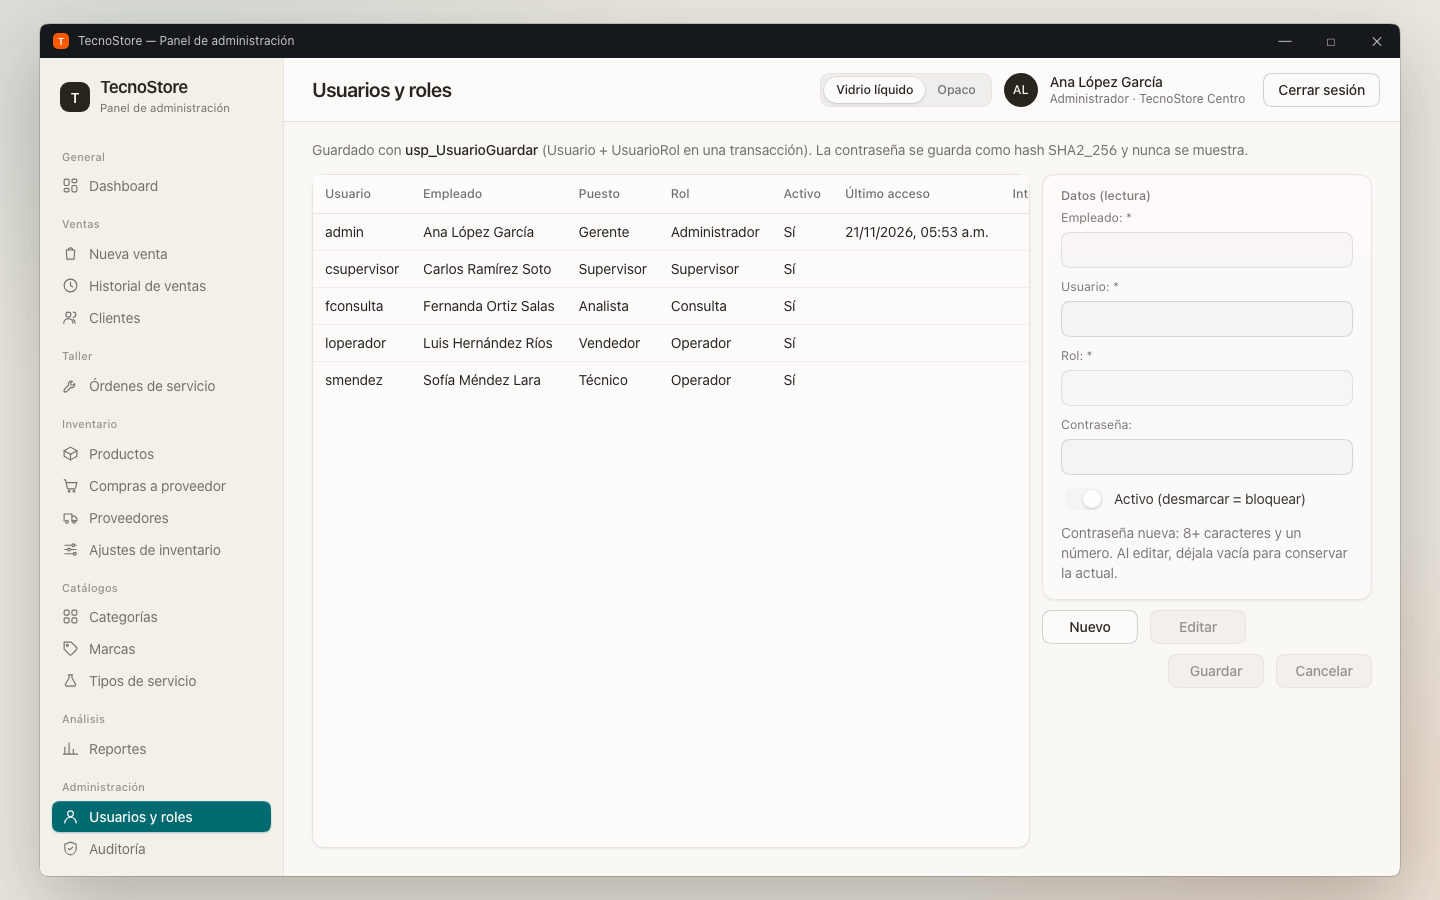 T TecnoStore — Panel de administración
T TecnoStore
Panel de administración
General
Dashboard
Ventas
Nueva venta
Historial de ventas
Clientes
Taller
Órdenes de servicio
Inventario
Productos
Compras a proveedor
Proveedores
Ajustes de inventario
Catálogos
Categorías
Marcas
Tipos de servicio
Análisis
Reportes
Administración
Usuarios y roles
Auditoría
Usuarios y roles
Vidrio líquido Opaco
AL
Ana López García
Administrador · TecnoStore Centro
Cerrar sesión
Guardado con usp_UsuarioGuardar (Usuario + UsuarioRol en una transacción). La contraseña se guarda como hash SHA2_256 y nunca se muestra.
Usuario Empleado Puesto Rol Activo Último acceso Int
admin Ana López García Gerente Administrador Sí 21/11/2026, 05:53 a.m.
csupervisor Carlos Ramírez Soto Supervisor Supervisor Sí
fconsulta Fernanda Ortiz Salas Analista Consulta Sí
loperador Luis Hernández Ríos Vendedor Operador Sí
smendez Sofía Méndez Lara Técnico Operador Sí
Datos (lectura)
Empleado: *
Usuario: *
Rol: *
Contraseña:
Activo (desmarcar = bloquear)
Contraseña nueva: 8+ caracteres y un
número. Al editar, déjala vacía para conservar
la actual.
Nuevo Editar
Guardar Cancelar